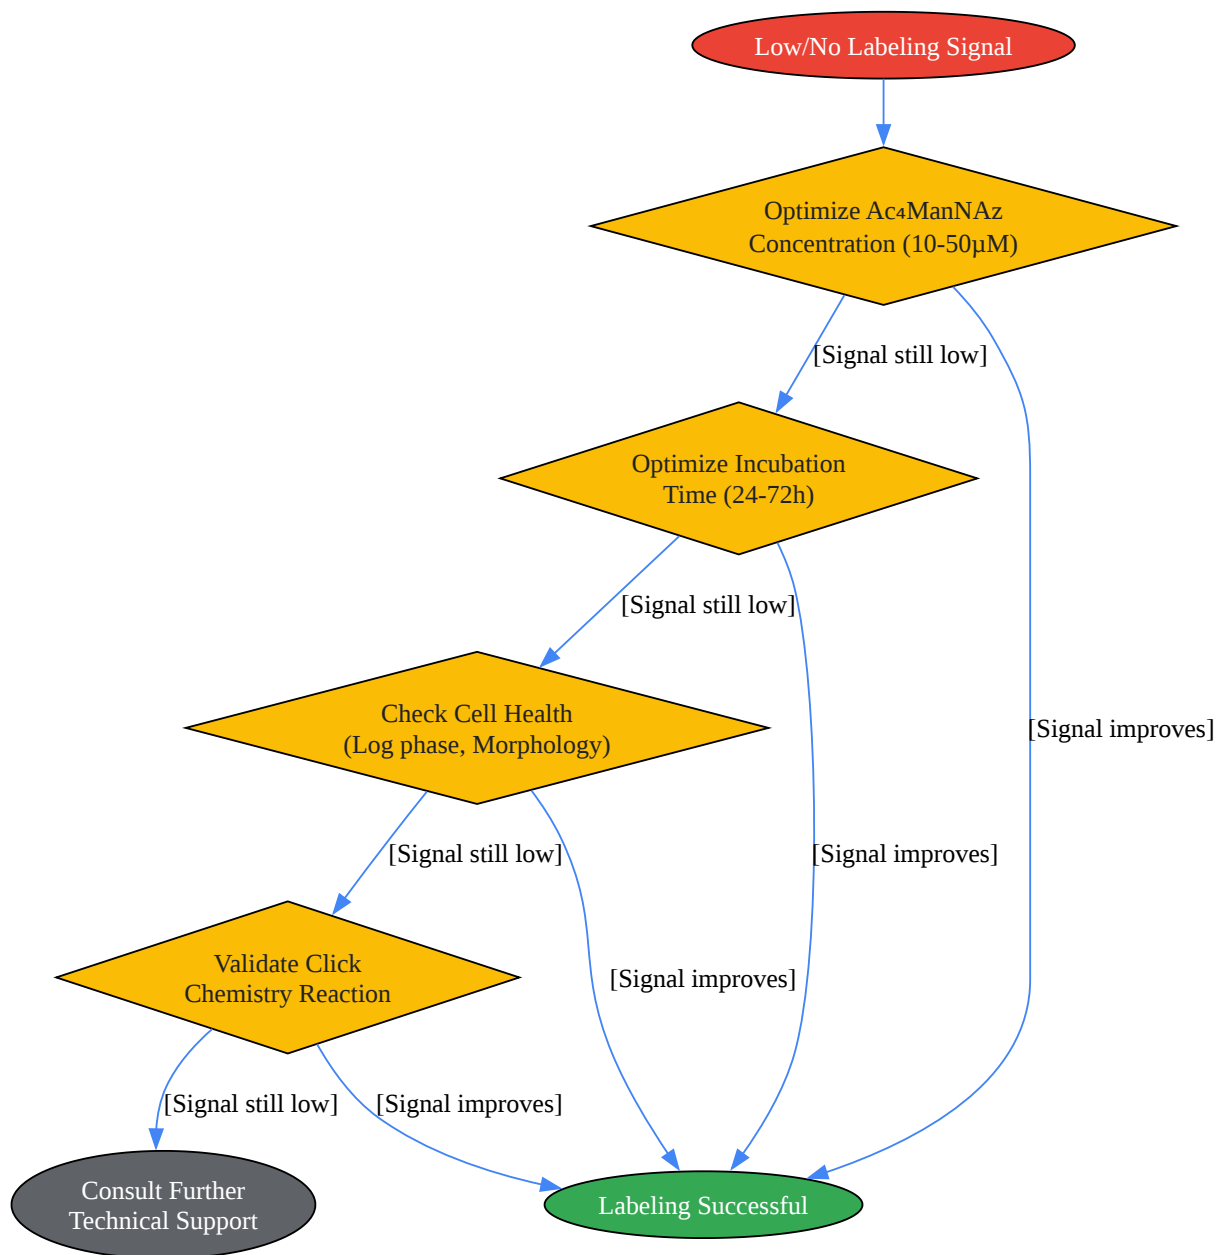 Low/No Labeling Signal
Optimize Ac₄ManNAz
Concentration (10-50µM)
[Signal still low]
Optimize Incubation
Time (24-72h)
[Signal still low]
Check Cell Health
(Log phase, Morphology)
[Signal improves]
[Signal still low]
[Signal improves]
Validate Click
Chemistry Reaction
[Signal improves]
[Signal still low]
[Signal improves]
Consult Further
Technical Support
Labeling Successful